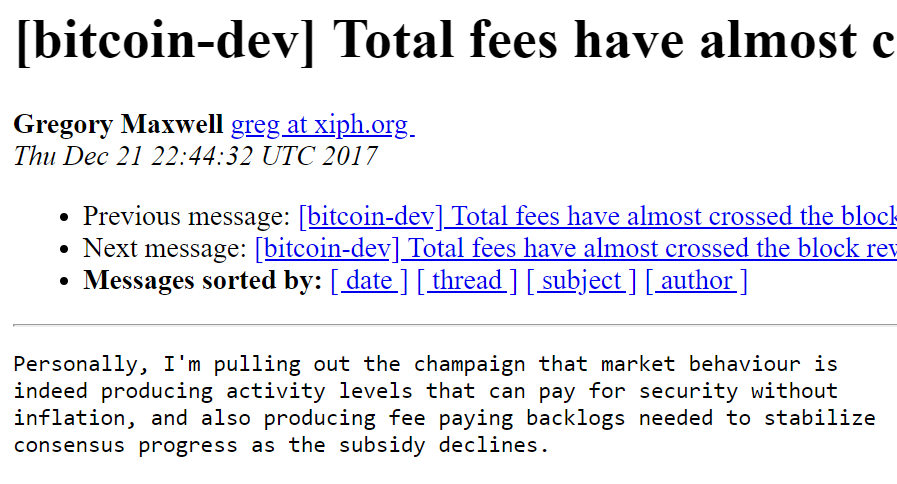 [bitcoin-dev] Total fees have almost c
Gregory Maxwell greg at xiph.org
Thu Dec 21 22:44:32 UTC 2017
• Previous message: [bitcoin-dev] Total fees have almost crossed the block
• Next message: [bitcoin-dev] Total fees have almost crossed the block rev
• Messages sorted by: [ date ] [ thread ] [ subject ] [ author ]
Personally, I'm pulling out the champaign that market behaviour is
indeed producing activity levels that can pay for security without
inflation, and also producing fee paying backlogs needed to stabilize
consensus progress as the subsidy declines.